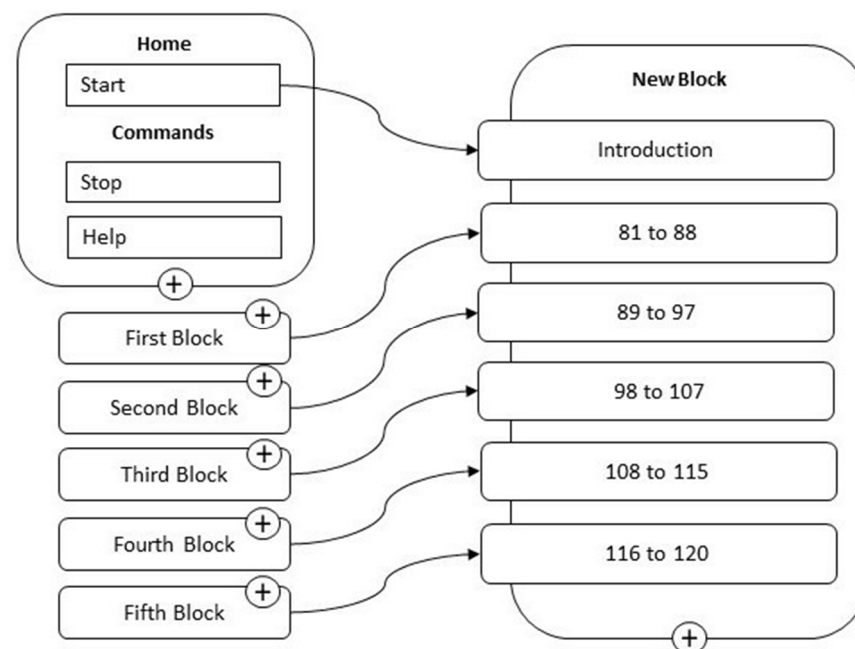 Home
Start
Commands
Stop
Help
First Block
Second Block
Third Block
Fourth Block
Fifth Block
New Block
Introduction
81 to 88
89 to 97
98 to 107
108 to 115
116 to 120